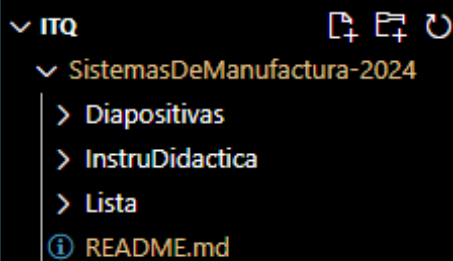 ITQ
SistemasDeManufactura-2024
Diapositivas
InstruDidactica
Lista
README.md